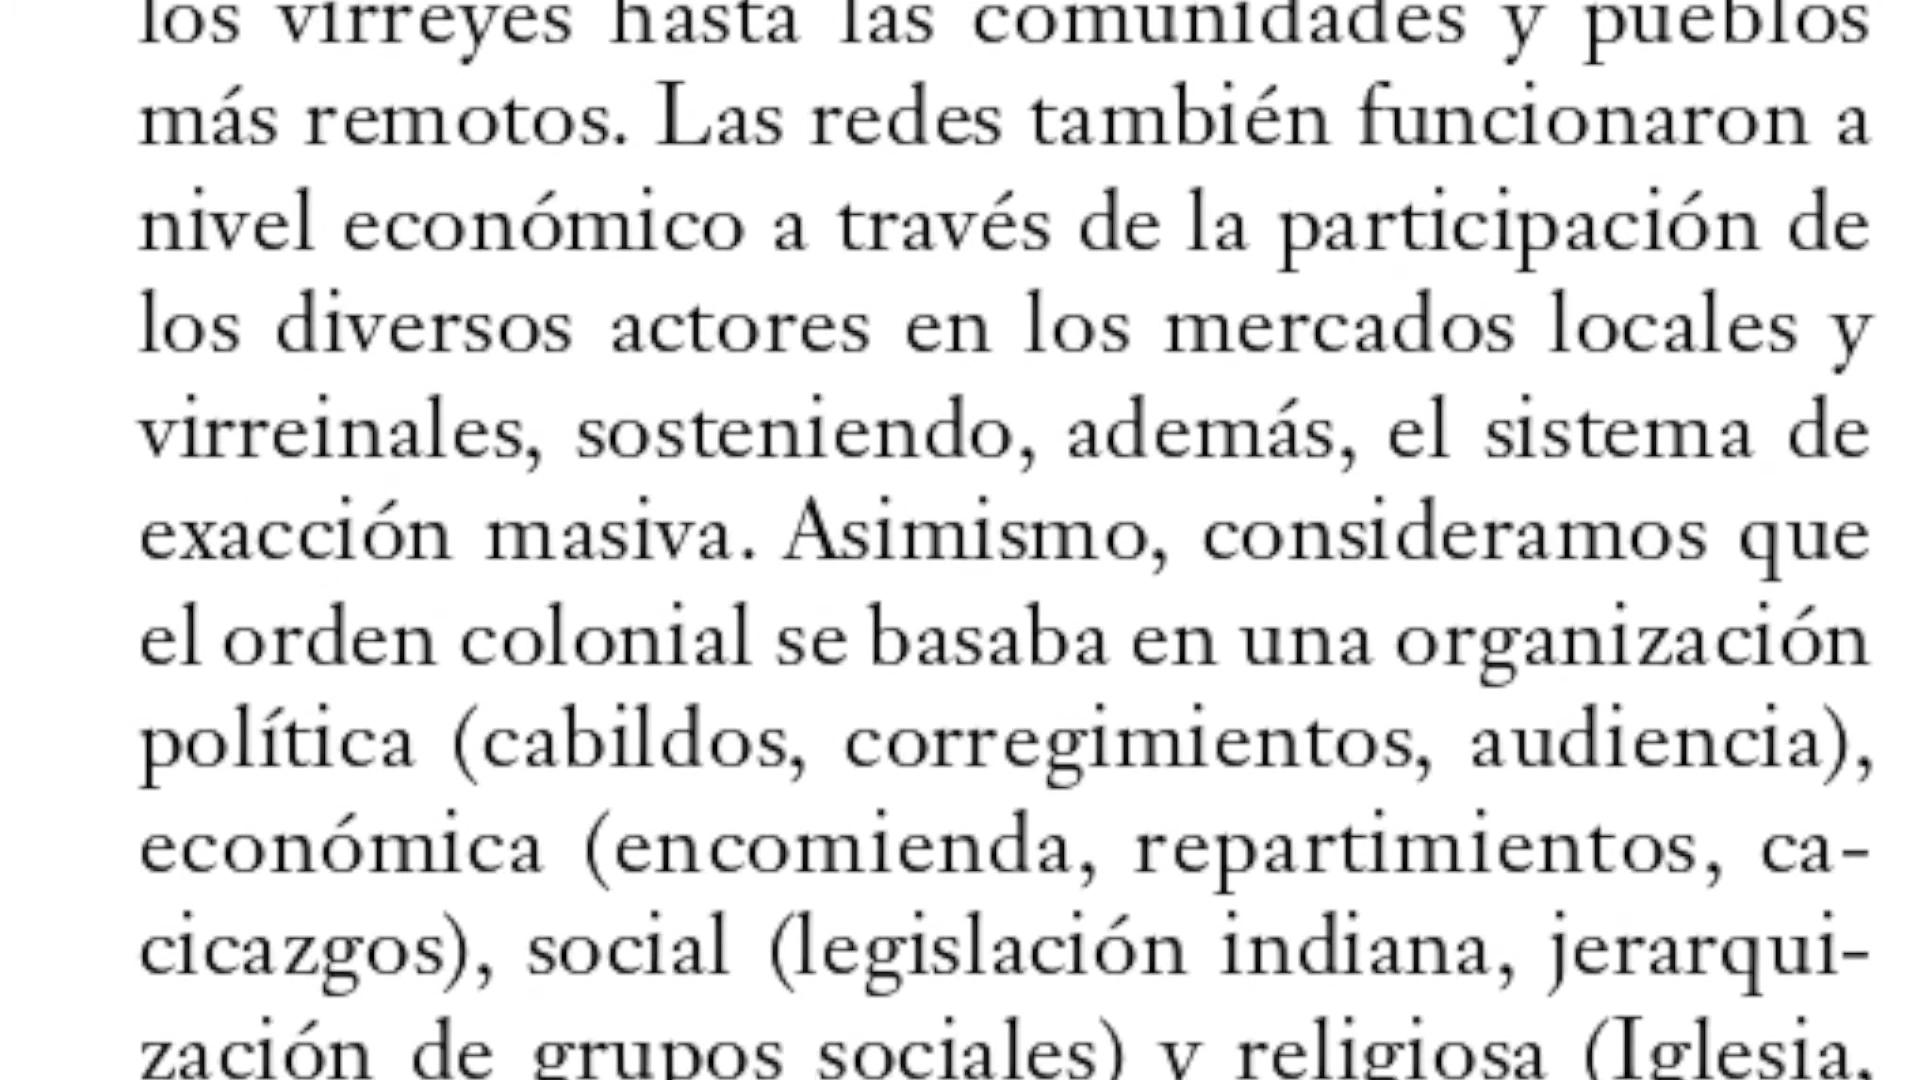 los virreyes hasta las comunidades y pueblos
más remotos. Las redes también funcionaron a
nivel económico a través de la participación de
los diversos actores en los mercados locales y
virreinales, sosteniendo, además, el sistema de
exacción masiva. Asimismo, consideramos que
el orden colonial se basaba en una organización
política (cabildos, corregimientos, audiencia),
económica (encomienda, repartimientos, ca-
cicazgos), social (legislación indiana, jerarqui-
zación de grupos sociales) y religiosa (Iglesia,